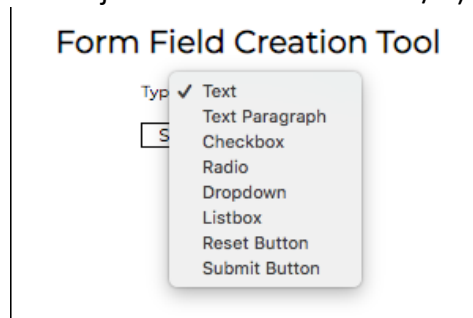 Form Field Creation Tool
Typ ✓ Text
Text Paragraph
S Checkbox
Radio
Dropdown
Listbox
Reset Button
Submit Button